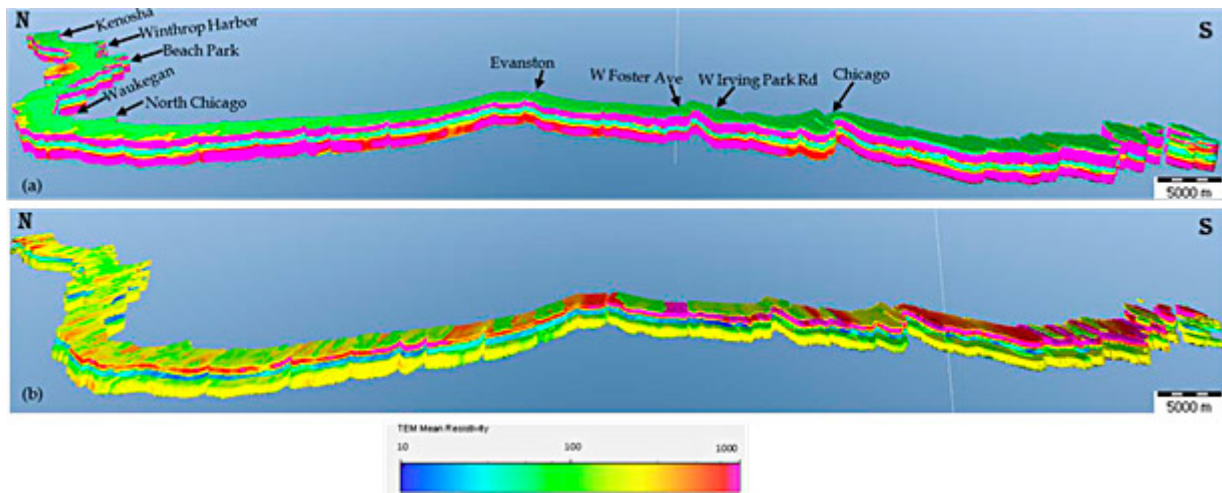 N
S
Kenosha
Winthrop Harbor
Beach Park
Waukegan
North Chicago
Evanston
W Foster Ave
W Irving Park Rd
Chicago
(a)
5000 m
N
S
(b)
5000 m
TEM Mean Resistivity
10 100 1000